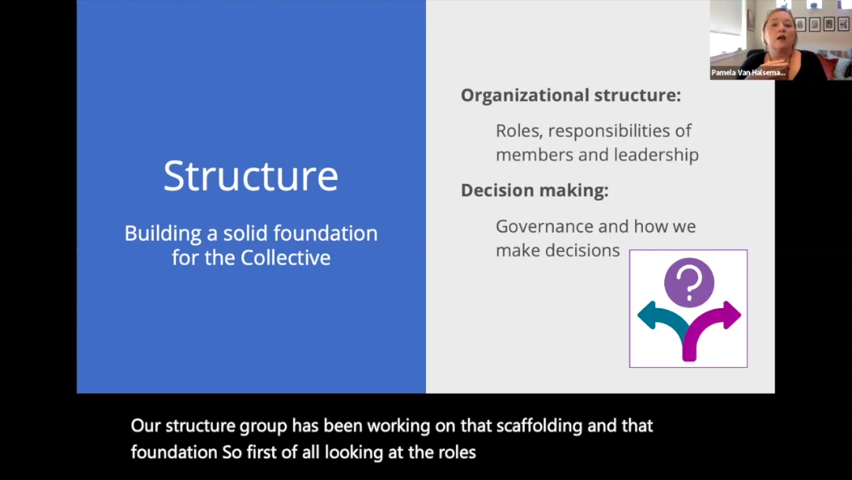 Structure
Building a solid foundation
for the Collective
Organizational structure:
Roles, responsibilities of
members and leadership
Decision making:
Governance and how we
make decisions
?
Pamela Van Halsema...
Our structure group has been working on that scaffolding and that
foundation So first of all looking at the roles